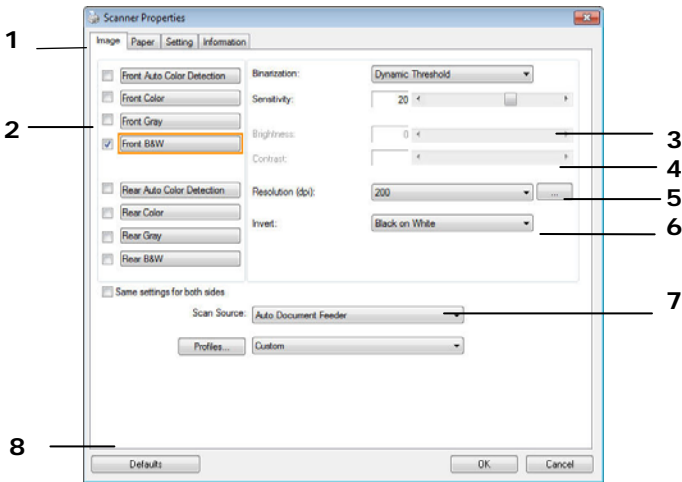 Scanner Properties
1
Image Paper Setting Information
Front Auto Color Detection
Front Color
2
Front Gray
Front B&W
Rear Auto Color Detection
Rear Color
Rear Gray
Rear B&W
Binarization: Dynamic Threshold
Sensitivity: 20
Brightness: 0
3
Contrast:
4
Resolution (dpi): 200 ...
5
Invert: Black on White
6
Same settings for both sides
Scan Source: Auto Document Feeder
7
Profiles... Custom
8
Defaults OK Cancel